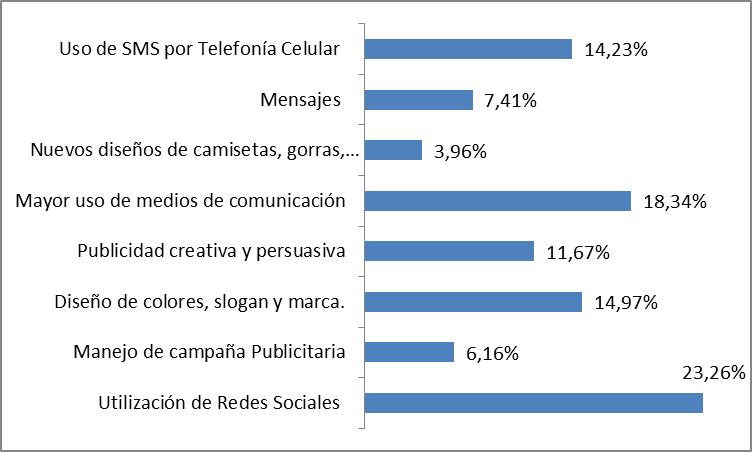 Uso de SMS por Telefonía Celular 14,23%
Mensajes 7,41%
Nuevos diseños de camisetas, gorras,... 3,96%
Mayor uso de medios de comunicación 18,34%
Publicidad creativa y persuasiva 11,67%
Diseño de colores, slogan y marca. 14,97%
Manejo de campaña Publicitaria 6,16%
Utilización de Redes Sociales 23,26%